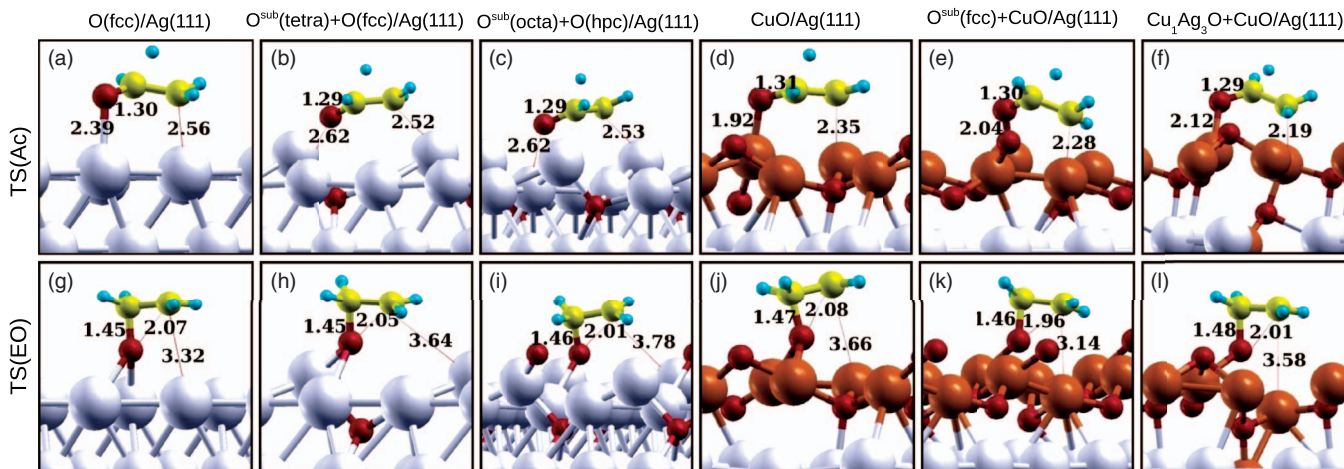 O(fcc)/Ag(111) Oˢᵘᵇ(tetra)+O(fcc)/Ag(111) Oˢᵘᵇ(octa)+O(hpc)/Ag(111) CuO/Ag(111) Oˢᵘᵇ(fcc)+CuO/Ag(111) Cu₁Ag₃O+CuO/Ag(111)
TS(Ac)
(a) (b) (c) (d) (e) (f)
1.30 2.39 2.56
1.29 2.62 2.52
1.29 2.62 2.53
1.31 1.92 2.35
1.30 2.04 2.28
1.29 2.12 2.19
TS(EO)
(g) (h) (i) (j) (k) (l)
1.45 2.07 3.32
1.45 2.05 3.64
1.46 2.01 3.78
1.47 2.08 3.66
1.46 1.96 3.14
1.48 2.01 3.58